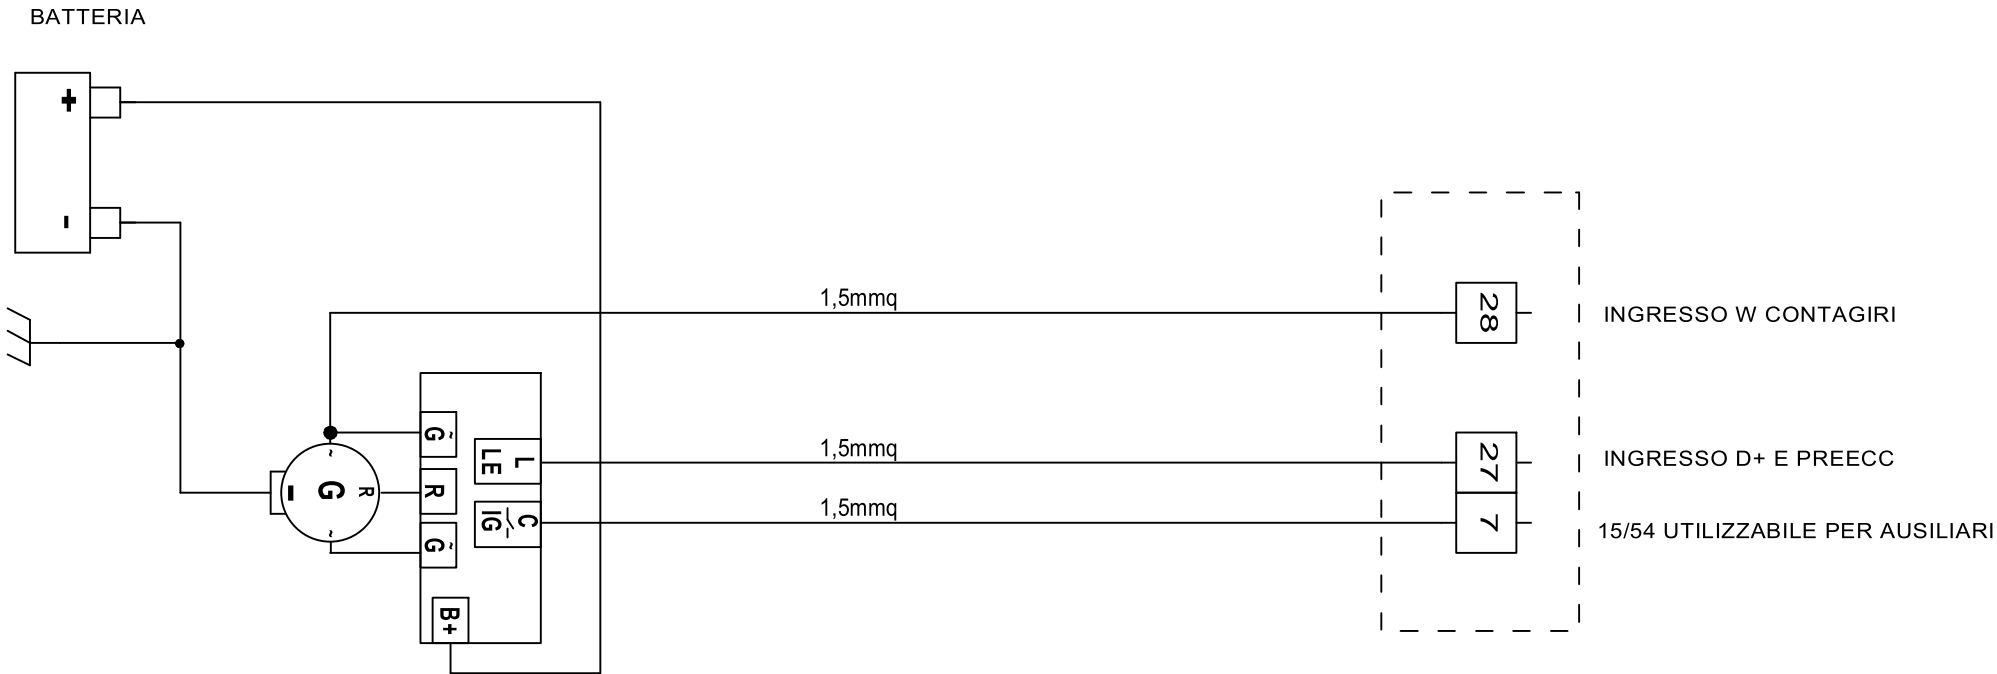 BATTERIA
+
-
1,5mmq
28
INGRESSO W CONTAGIRI
G ~
L
LE
1,5mmq
27
INGRESSO D+ E PREECC
~
-
G
R
R
~
C
IG
1,5mmq
7
15/54 UTILIZZABILE PER AUSILIARI
G ~
B+